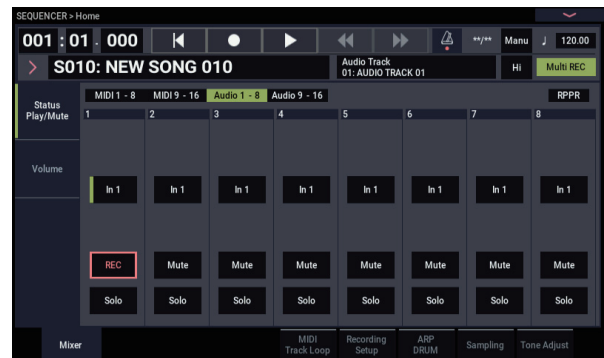 SEQUENCER > Home
001 : 01 . 000 **/** Manu ♩ 120.00
S010: NEW SONG 010 Audio Track Hi Multi REC
01: AUDIO TRACK 01
Status MIDI 1 - 8 MIDI 9 - 16 Audio 1 - 8 Audio 9 - 16 RPPR
Play/Mute 1 2 3 4 5 6 7 8
Volume
In 1 In 1 In 1 In 1 In 1 In 1 In 1 In 1
REC Mute Mute Mute Mute Mute Mute Mute
Solo Solo Solo Solo Solo Solo Solo Solo
Mixer MIDI Recording ARP Sampling Tone Adjust
Track Loop Setup DRUM